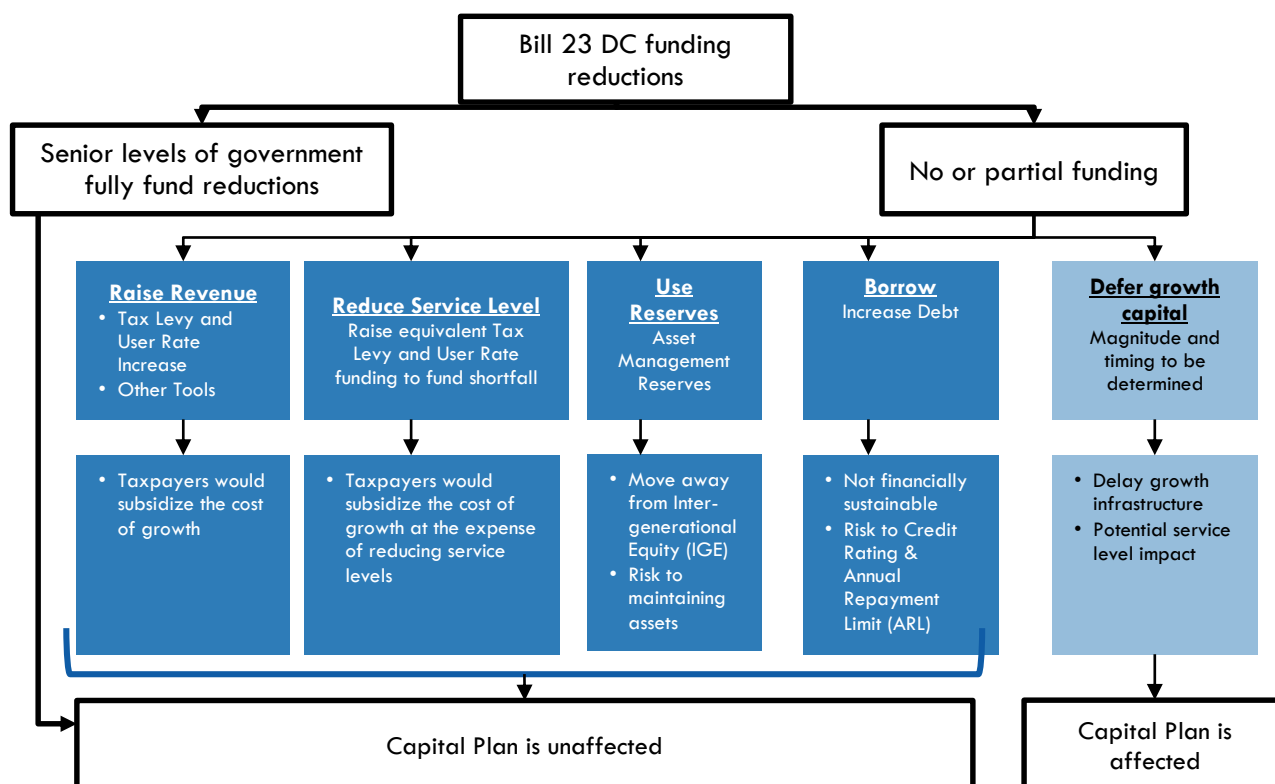 Bill 23 DC funding
reductions
Senior levels of government
fully fund reductions
No or partial funding
Raise Revenue
• Tax Levy and
User Rate
Increase
• Other Tools
Reduce Service Level
Raise equivalent Tax
Levy and User Rate
funding to fund shortfall
Use
Reserves
Asset
Management
Reserves
Borrow
Increase Debt
Defer growth
capital
Magnitude and
timing to be
determined
• Taxpayers would
subsidize the cost
of growth
• Taxpayers would
subsidize the cost of
growth at the expense
of reducing service
levels
• Move away
from Inter-
generational
Equity (IGE)
• Risk to
maintaining
assets
• Not financially
sustainable
• Risk to Credit
Rating &
Annual
Repayment
Limit (ARL)
• Delay growth
infrastructure
• Potential service
level impact
Capital Plan is unaffected
Capital Plan is
affected